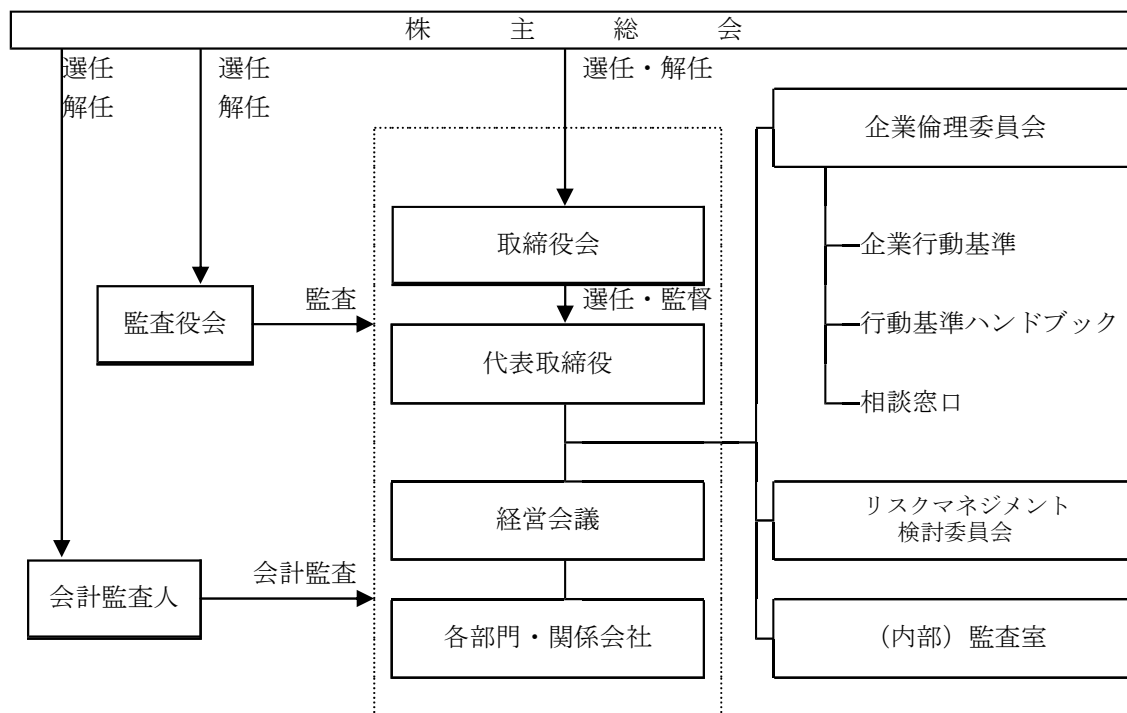 株 主 総 会
選任
解任
選任
解任
選任・解任
企業倫理委員会
取締役会
企業行動基準
監査役会
監査
選任・監督
行動基準ハンドブック
代表取締役
相談窓口
経営会議
リスクマネジメント
検討委員会
会計監査人
会計監査
各部門・関係会社
（内部）監査室